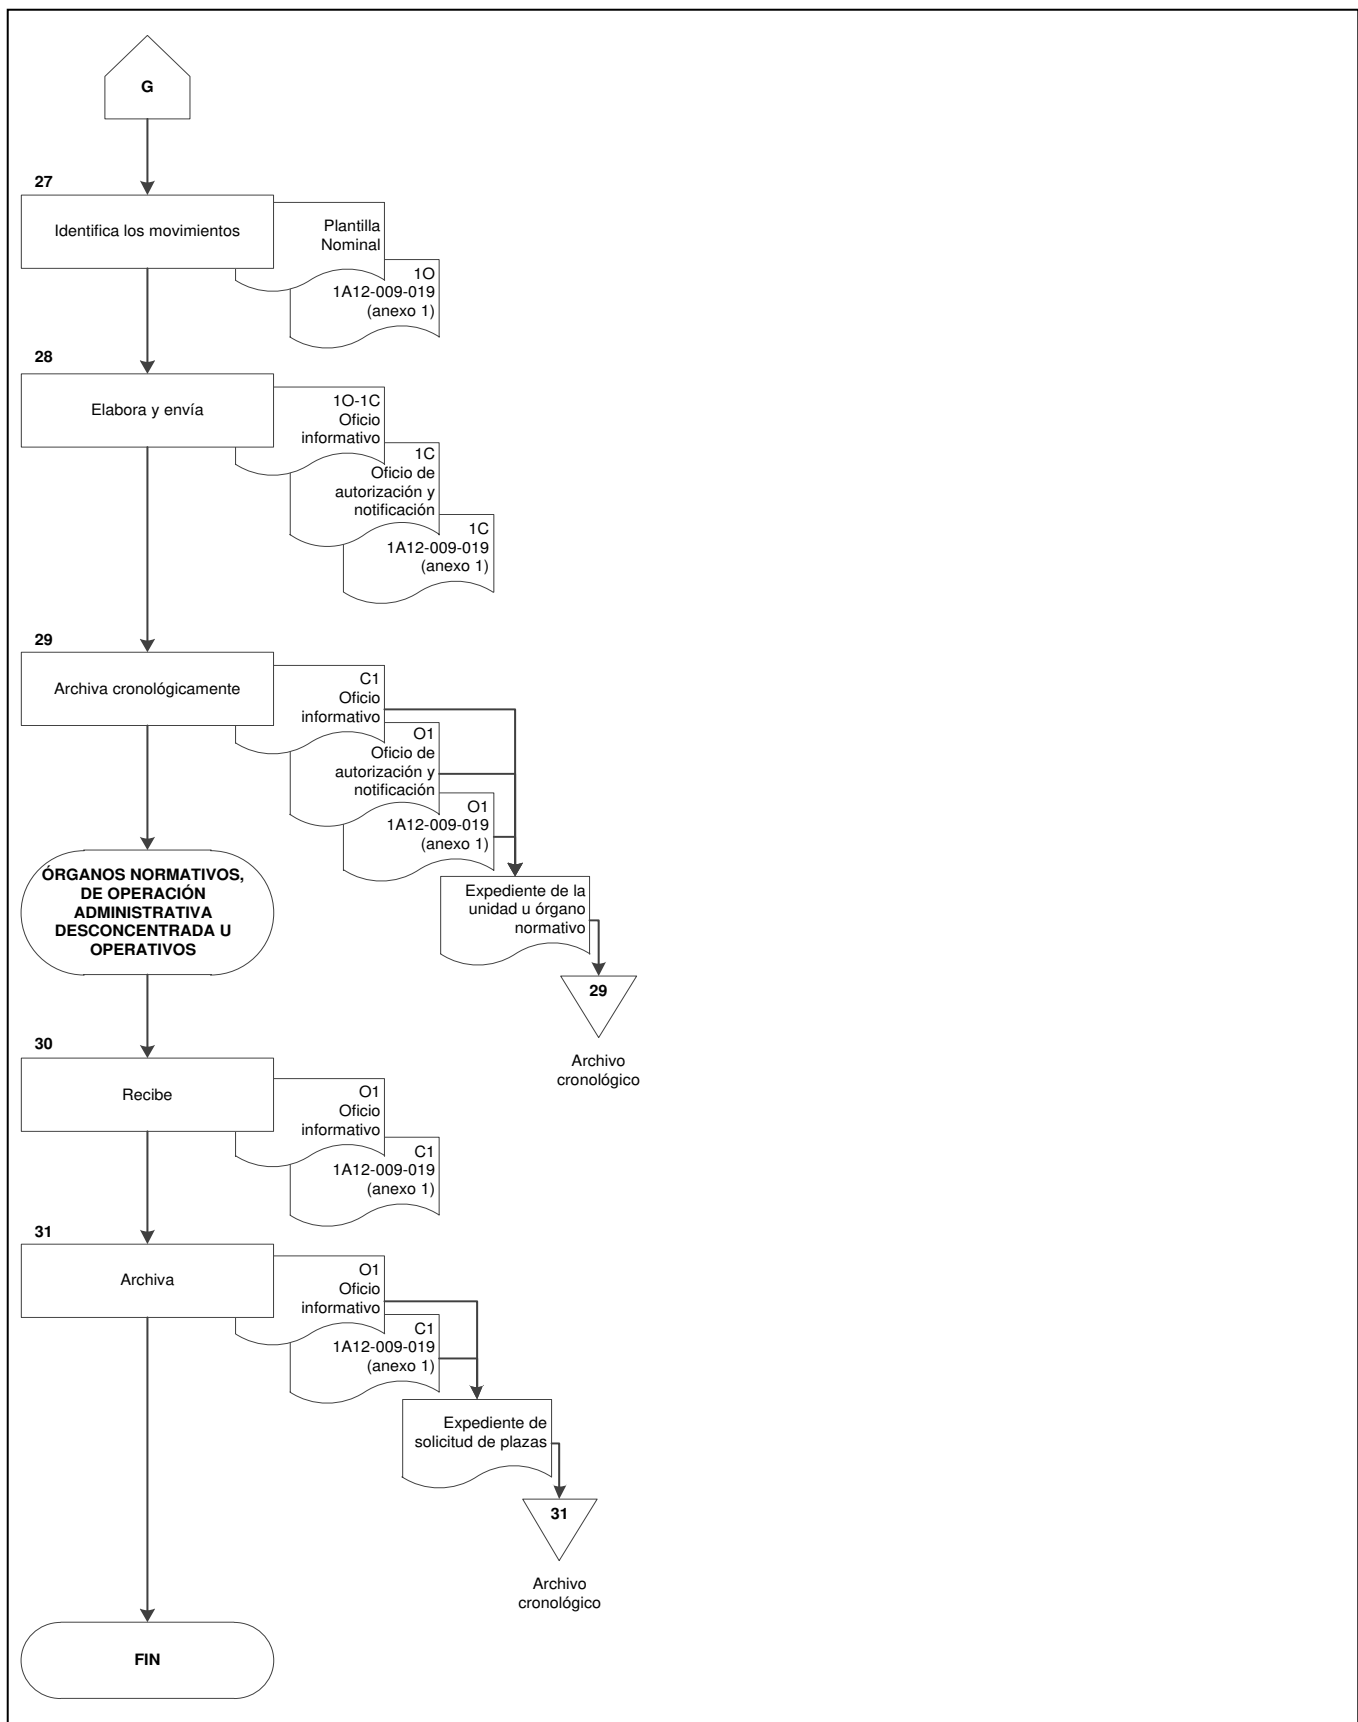 G
27
Identifica los movimientos
Plantilla
Nominal
1O
1A12-009-019
(anexo 1)
28
Elabora y envía
1O-1C
Oficio
informativo
1C
Oficio de
autorización y
notificación
1C
1A12-009-019
(anexo 1)
29
Archiva cronológicamente
C1
Oficio
informativo
O1
Oficio de
autorización y
notificación
O1
1A12-009-019
(anexo 1)
ÓRGANOS NORMATIVOS,
DE OPERACIÓN
ADMINISTRATIVA
DESCONCENTRADA U
OPERATIVOS
Expediente de la
unidad u órgano
normativo
29
Archivo
cronológico
30
Recibe
O1
Oficio
informativo
C1
1A12-009-019
(anexo 1)
31
Archiva
O1
Oficio
informativo
C1
1A12-009-019
(anexo 1)
Expediente de
solicitud de plazas
31
Archivo
cronológico
FIN